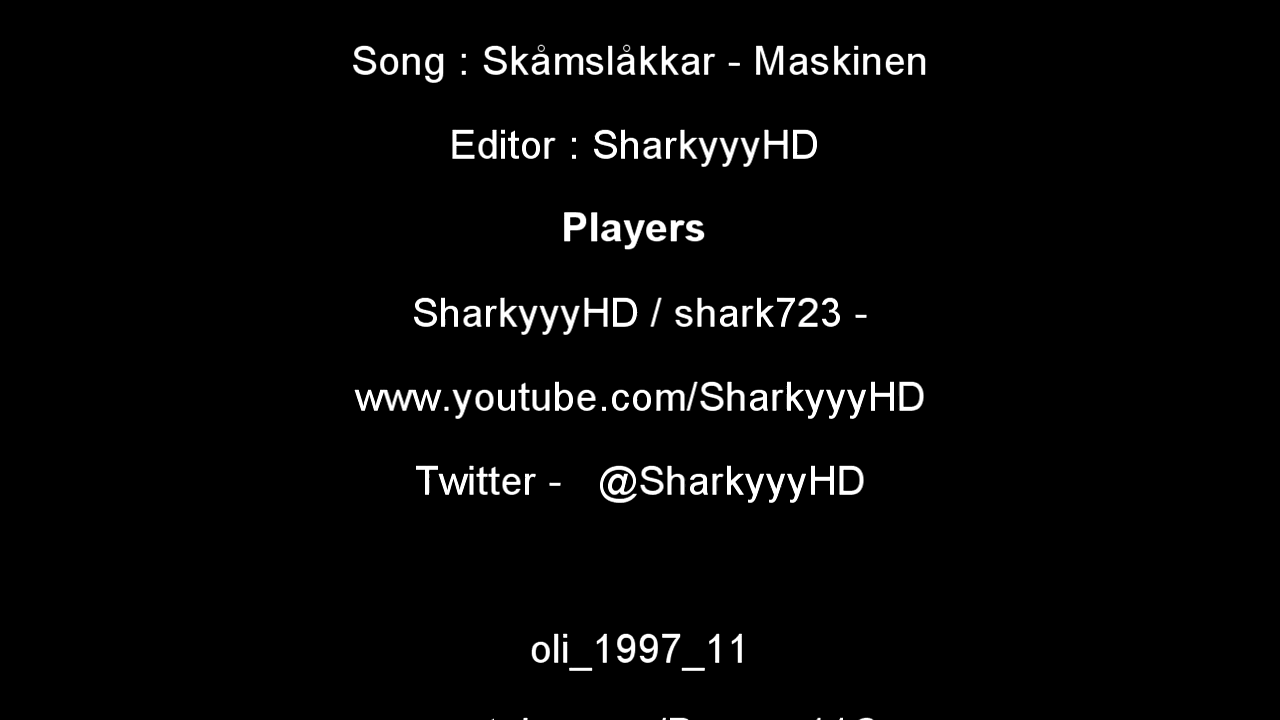 Song : Skåmslåkkar - Maskinen
Editor : SharkyyyHD
Players
SharkyyyHD / shark723 -
www.youtube.com/SharkyyyHD
Twitter - @SharkyyyHD
oli_1997_11